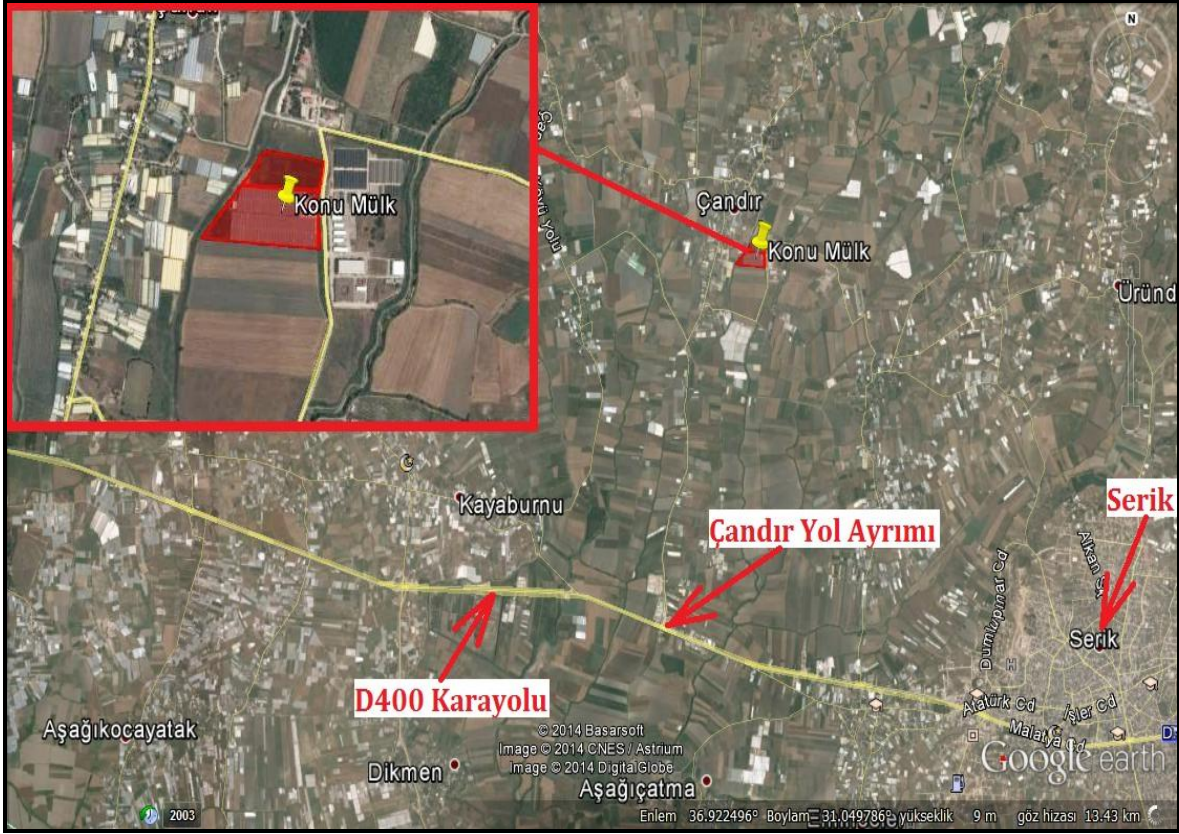 Konu Mülk
N
Çandır
Konu Mülk
Üründ
Kayaburnu
Çandır Yol Ayrımı
Serik
Alkan Sk
Dumlupınar Cd
Serik
H
D400 Karayolu
Atatürk Cd
İşler Cd
Malatya Cd
Aşağıkocayatak
Dikmen
Aşağıçatma
© 2014 Basarsoft
Image © 2014 CNES / Astrium
Image © 2014 DigitalGlobe
Google earth
2003
Enlem 36.922496° Boylam 31.049786° yükseklik 9 m göz hizası 13.43 km